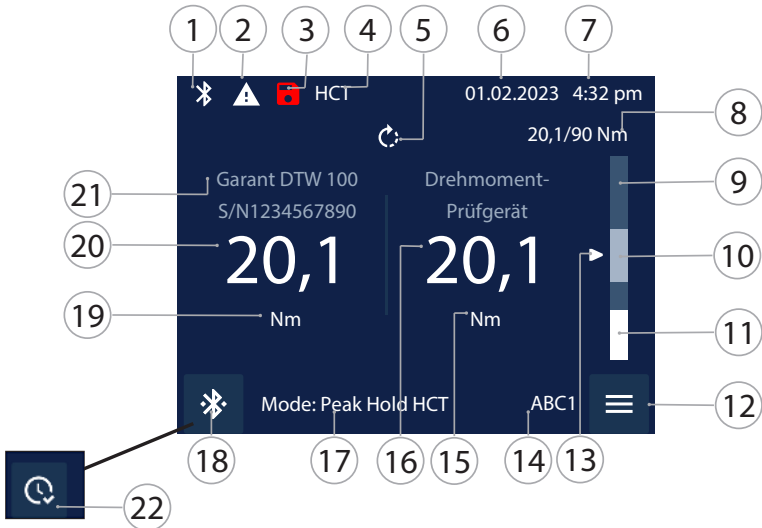 1 2 3 4 5 6 7
HCT 01.02.2023 4:32 pm
8
20,1/90 Nm
9
21 Garant DTW 100 Drehmoment-
S/N1234567890 Prüfgerät
20 20,1 20,1 10
19 Nm Nm 11
Mode: Peak Hold HCT ABC1 12
18 17 16 15 14 13
22